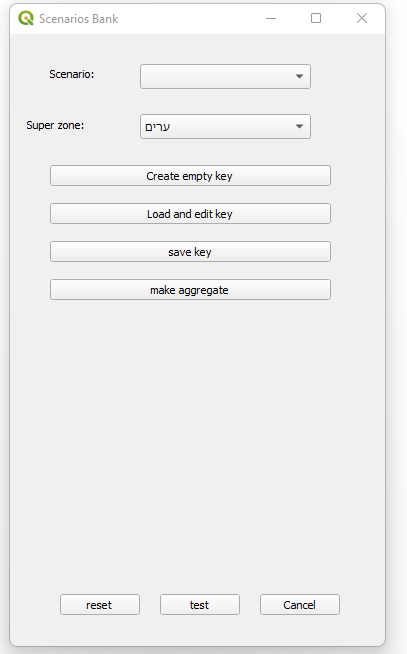 Scenarios Bank
Scenario:
Super zone: ערים
Create empty key
Load and edit key
save key
make aggregate
reset test Cancel